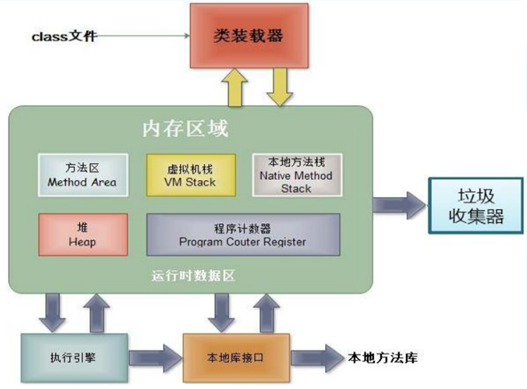 class文件
类装载器
内存区域
方法区
Method Area
虚拟机栈
VM Stack
本地方法栈
Native Method
Stack
堆
Heap
程序计数器
Program Couter Register
运行时数据区
垃圾
收集器
执行引擎
本地库接口
本地方法库